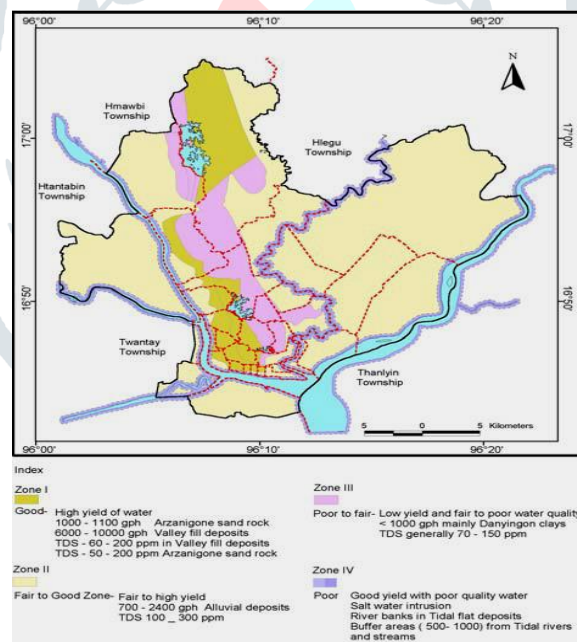 96°00'
96°10'
96°20'
N
Hmawbi
Township
17°00'
17°00'
Hlegu
Township
Htantabin
Township
16°50'
16°50'
Twantay
Township
Thanlyin
Township
5 0 5 Kilometers
96°00'
96°10'
96°20'
Index
Zone I
Good- High yield of water
1000 - 1100 gph Arzanigone sand rock
6000 - 10000 gph Valley fill deposits
TDS - 60 - 200 ppm in Valley fill deposits
TDS - 50 - 200 ppm Arzanigone sand rock
Zone II
Fair to Good Zone- Fair to high yield
700 - 2400 gph Alluvial deposits
TDS 100 _ 300 ppm
Zone III
Poor to fair- Low yield and fair to poor water quality
< 1000 gph mainly Danyingon clays
TDS generally 70 - 150 ppm
Zone IV
Poor Good yield with poor quality water
Salt water intrusion
River banks in Tidal flat deposits
Buffer areas ( 500- 1000) from Tidal rivers
and streams